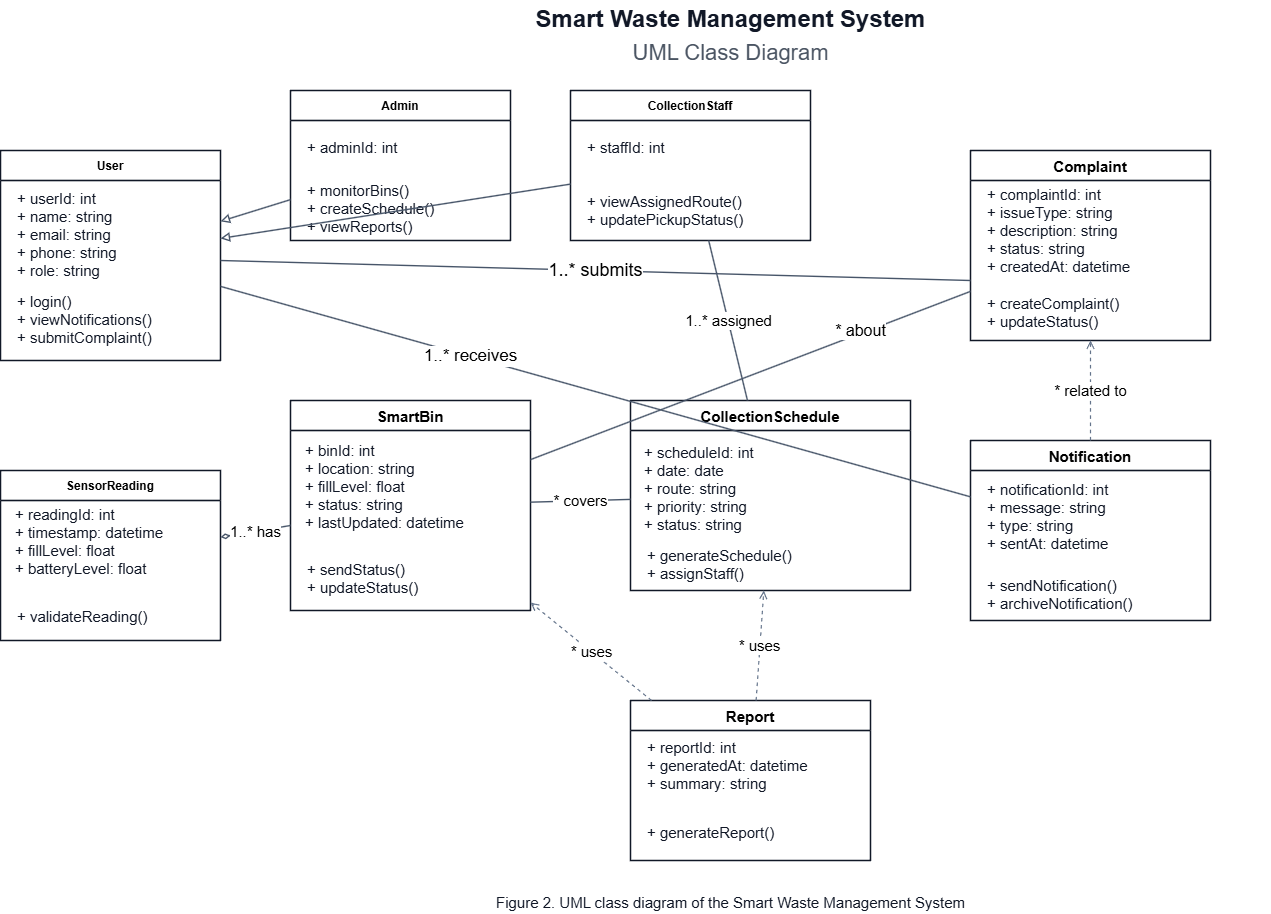 Smart Waste Management System
UML Class Diagram
Admin
+ adminId: int
+ monitorBins()
+ createSchedule()
+ viewReports()
CollectionStaff
+ staffId: int
+ viewAssignedRoute()
+ updatePickupStatus()
User
+ userId: int
+ name: string
+ email: string
+ phone: string
+ role: string
+ login()
+ viewNotifications()
+ submitComplaint()
Complaint
+ complaintId: int
+ issueType: string
+ description: string
+ status: string
+ createdAt: datetime
+ createComplaint()
+ updateStatus()
1..* submits
1..* assigned
* about
1..* receives
* related to
SmartBin
+ binId: int
+ location: string
+ fillLevel: float
+ status: string
+ lastUpdated: datetime
+ sendStatus()
+ updateStatus()
CollectionSchedule
+ scheduleId: int
+ date: date
+ route: string
+ priority: string
+ status: string
+ generateSchedule()
+ assignStaff()
Notification
+ notificationId: int
+ message: string
+ type: string
+ sentAt: datetime
+ sendNotification()
+ archiveNotification()
SensorReading
+ readingId: int
+ timestamp: datetime
+ fillLevel: float
+ batteryLevel: float
+ validateReading()
1..* has
* covers
* uses
* uses
Report
+ reportId: int
+ generatedAt: datetime
+ summary: string
+ generateReport()
Figure 2. UML class diagram of the Smart Waste Management System